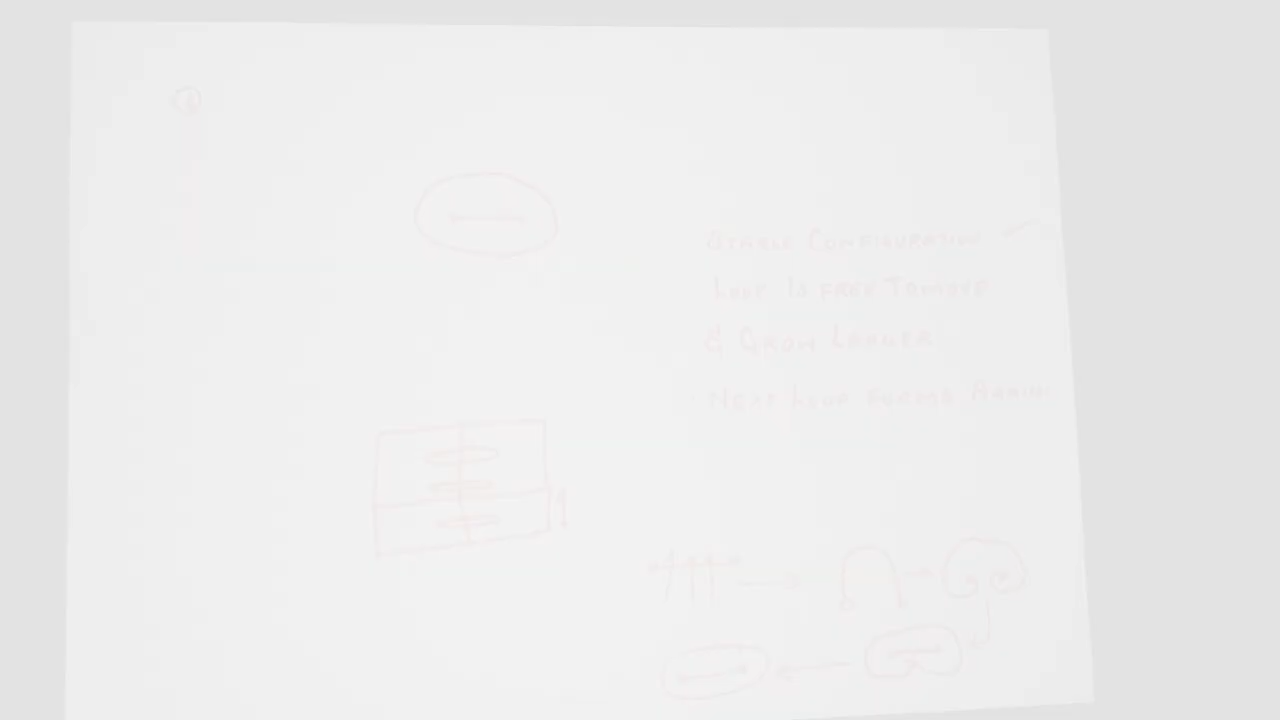 STABLE CONFIGURATION
LOOP IS FREE TO MOVE
& GROW LARGER
NEXT LOOP FORMS AGAIN